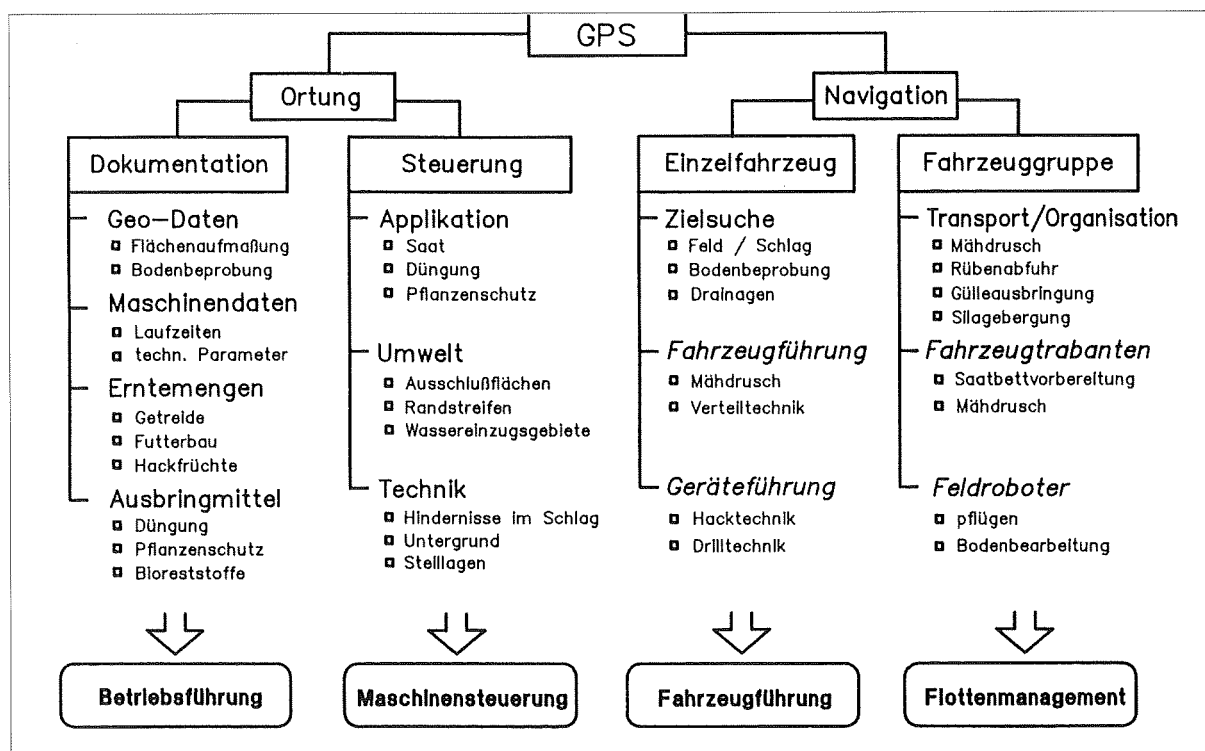 GPS
Ortung
Navigation
Dokumentation
Steuerung
Einzelfahrzeug
Fahrzeuggruppe
Geo-Daten
Flächenaufmaßung
Bodenbeprobung
Maschinendaten
Laufzeiten
techn. Parameter
Erntemengen
Getreide
Futterbau
Hackfrüchte
Ausbringmittel
Düngung
Pflanzenschutz
Bioreststoffe
Betriebsführung
Applikation
Saat
Düngung
Pflanzenschutz
Umwelt
Ausschlußflächen
Randstreifen
Wassereinzugsgebiete
Technik
Hindernisse im Schlag
Untergrund
Steillagen
Maschinensteuerung
Zielsuche
Feld / Schlag
Bodenbeprobung
Drainagen
Fahrzeugführung
Mähdrusch
Verteiltechnik
Geräteführung
Hacktechnik
Drilltechnik
Fahrzeugführung
Transport/Organisation
Mähdrusch
Rübenabfuhr
Gülleausbringung
Silagebergung
Fahrzeugtrabanten
Saatbettvorbereitung
Mähdrusch
Feldroboter
pflügen
Bodenbearbeitung
Flottenmanagement